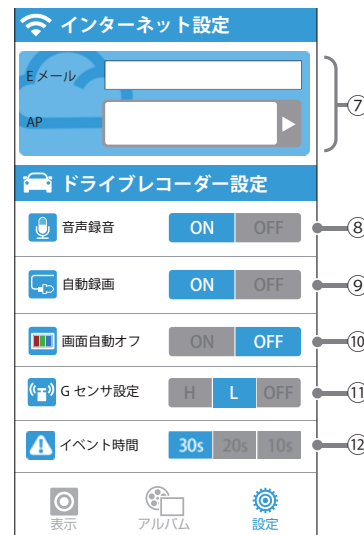 インターネット設定
Eメール
⑦
AP
ドライブレコーダー設定
音声録音 ON OFF ⑧
自動録画 ON OFF ⑨
画面自動オフ ON OFF ⑩
G センサ設定 H L OFF ⑪
イベント時間 30s 20s 10s ⑫
表示 アルバム 設定